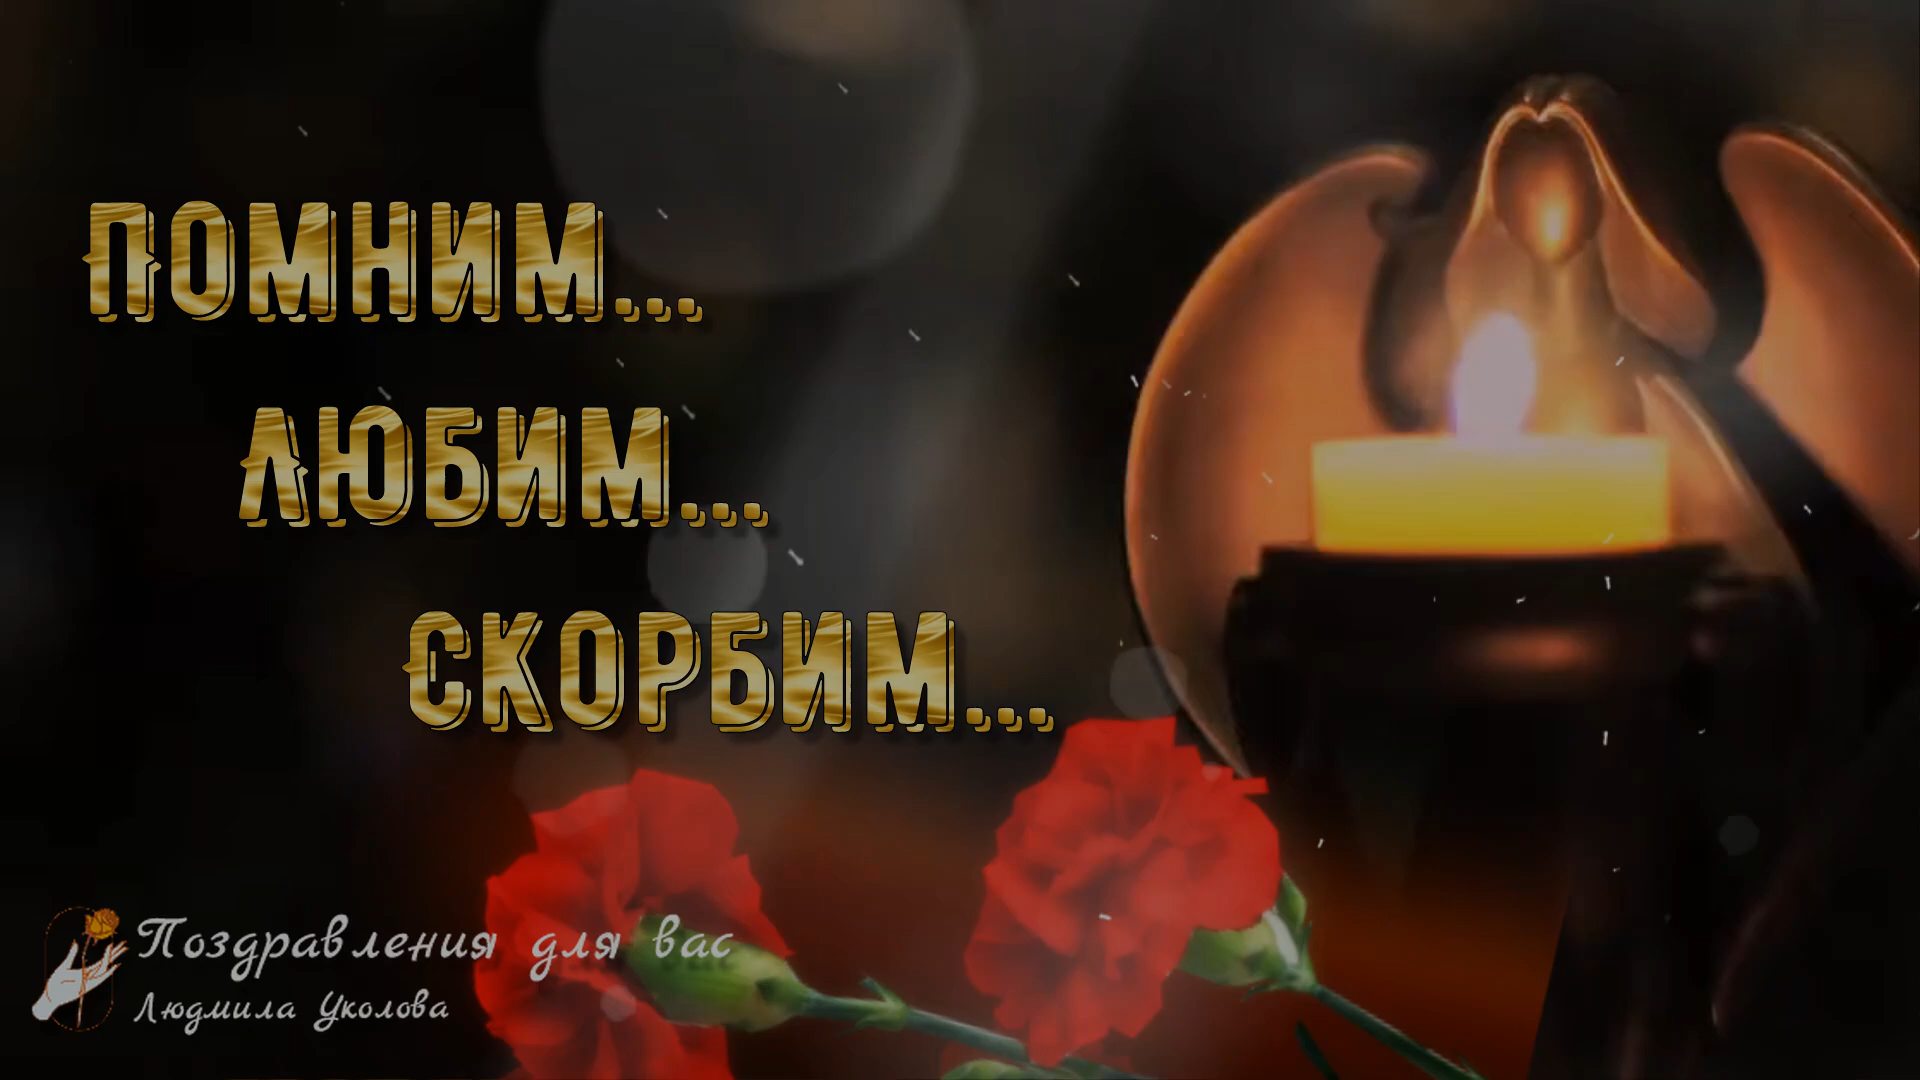 Помним...
Любим...
Скорбим...
Поздравления для вас
Людмила Уколова